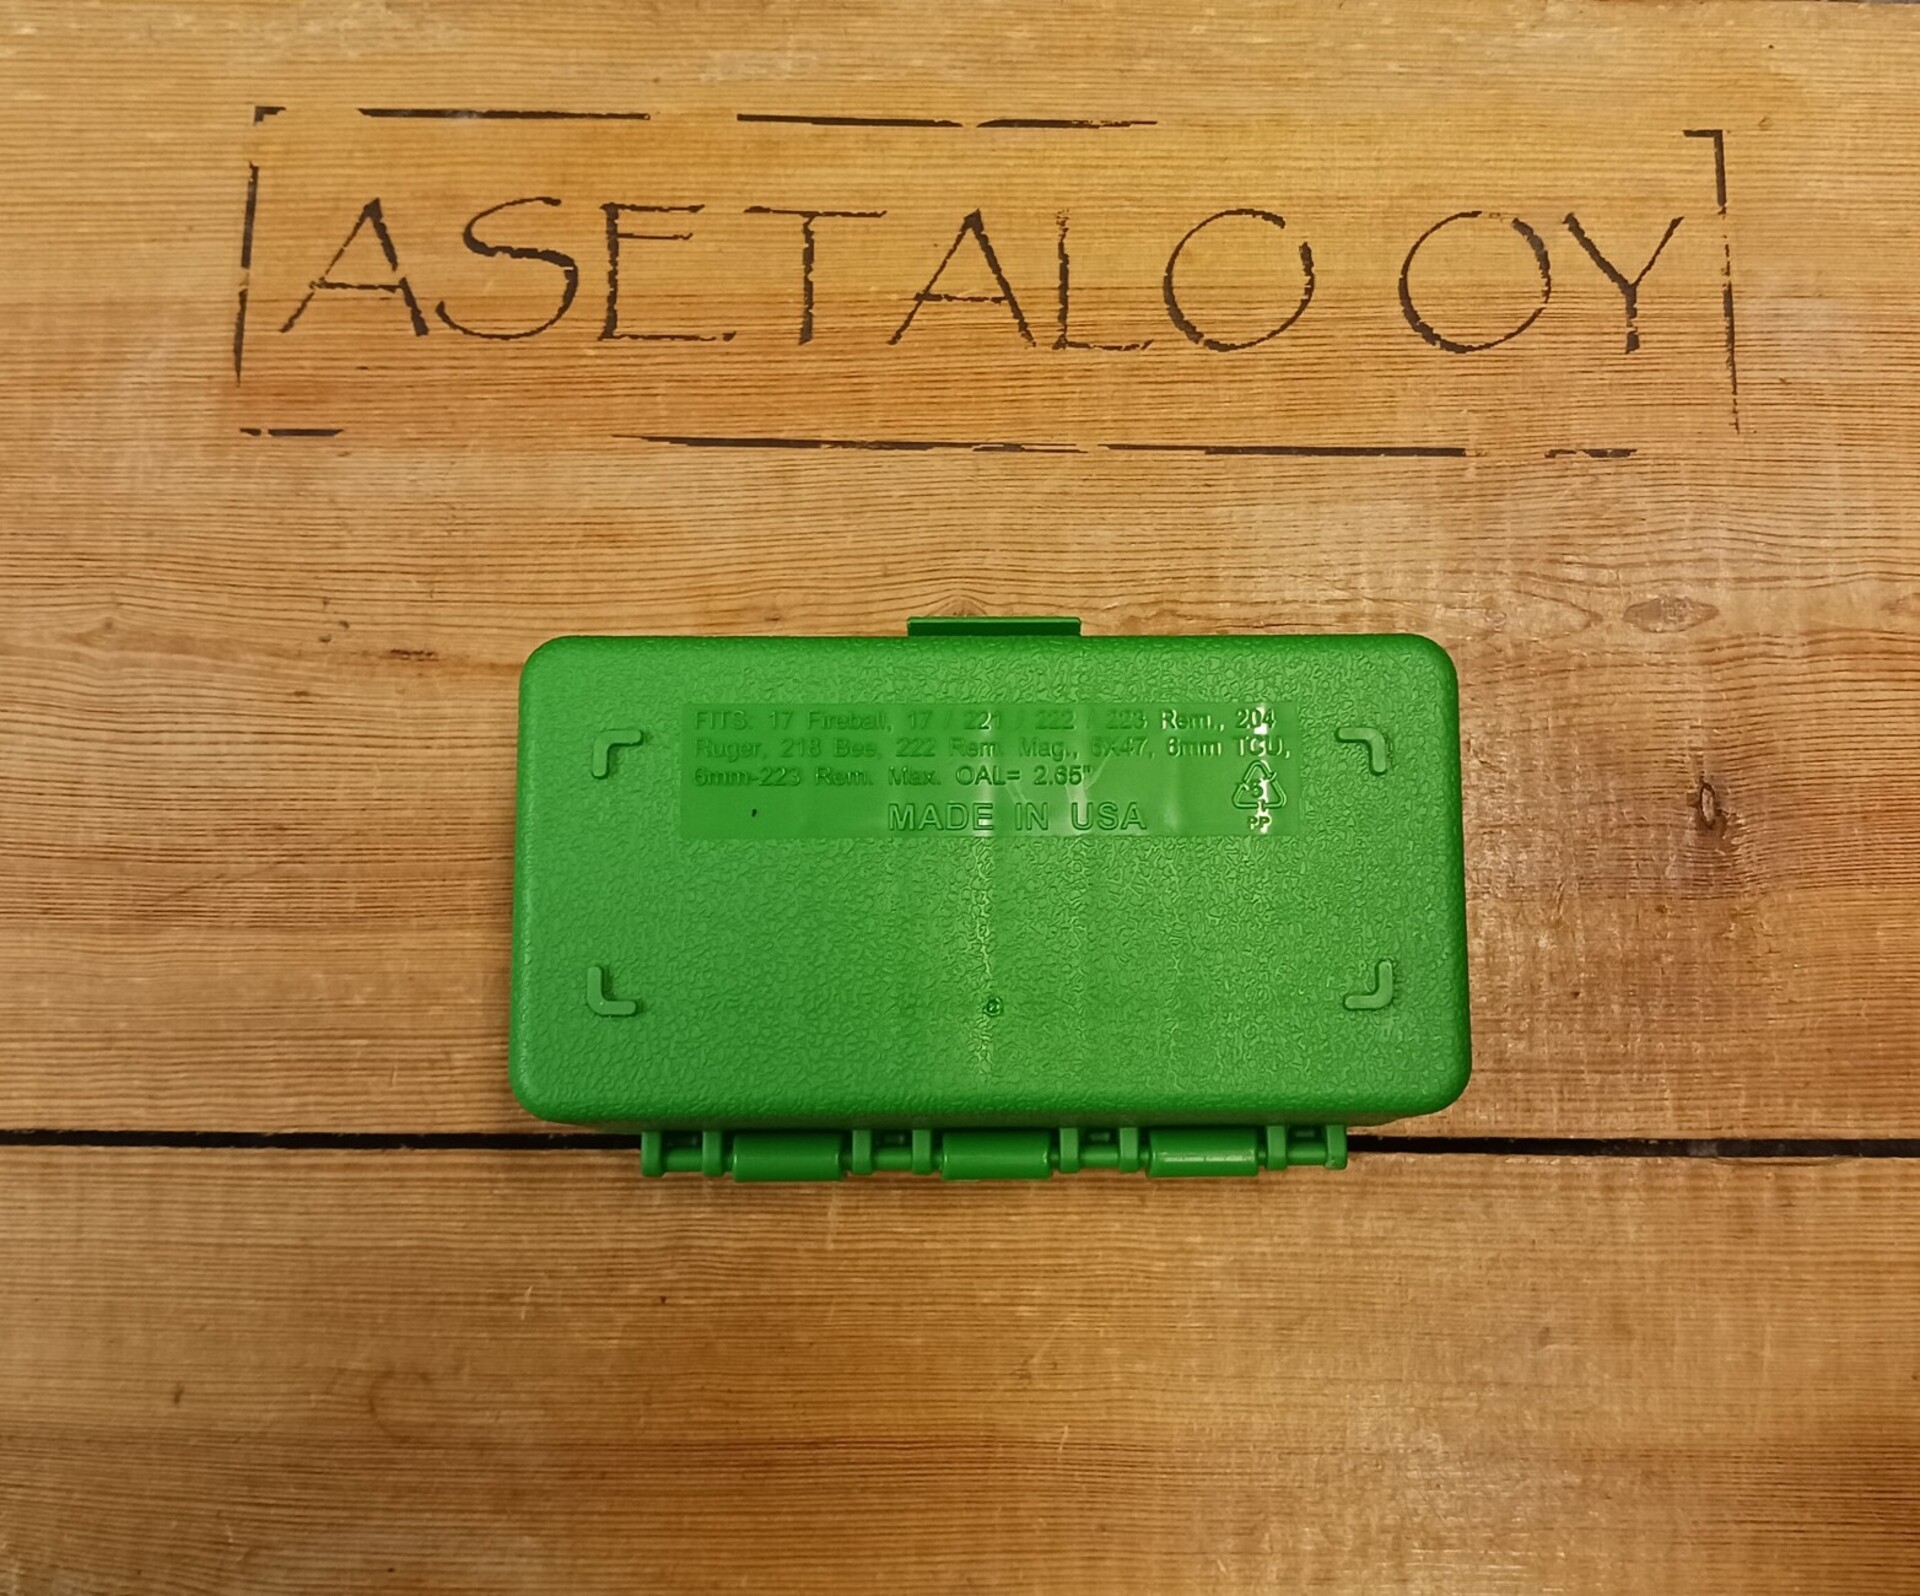 ASETALO OY
FITS: 17 Fireball, 17 / 221 / 222 / 223 Rem., 204
Ruger, 218 Bee, 222 Rem. Mag., 6X47, 6mm TCU,
6mm-223 Rem. Max. OAL= 2.65"
MADE IN USA
5
PP